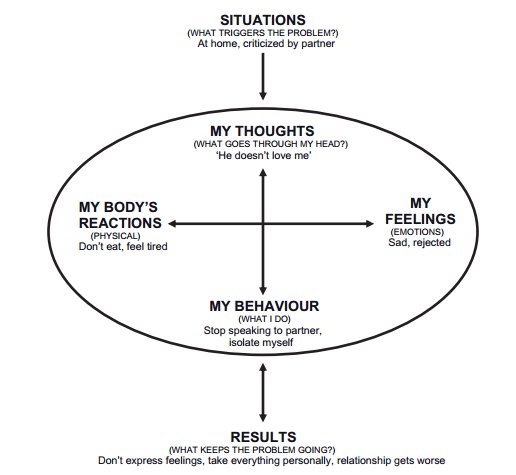 SITUATIONS
(WHAT TRIGGERS THE PROBLEM?)
At home, criticized by partner
MY THOUGHTS
(WHAT GOES THROUGH MY HEAD?)
‘He doesn’t love me’
MY BODY’S
REACTIONS
(PHYSICAL)
Don’t eat, feel tired
MY
FEELINGS
(EMOTIONS)
Sad, rejected
MY BEHAVIOUR
(WHAT I DO)
Stop speaking to partner,
isolate myself
RESULTS
(WHAT KEEPS THE PROBLEM GOING?)
Don’t express feelings, take everything personally, relationship gets worse